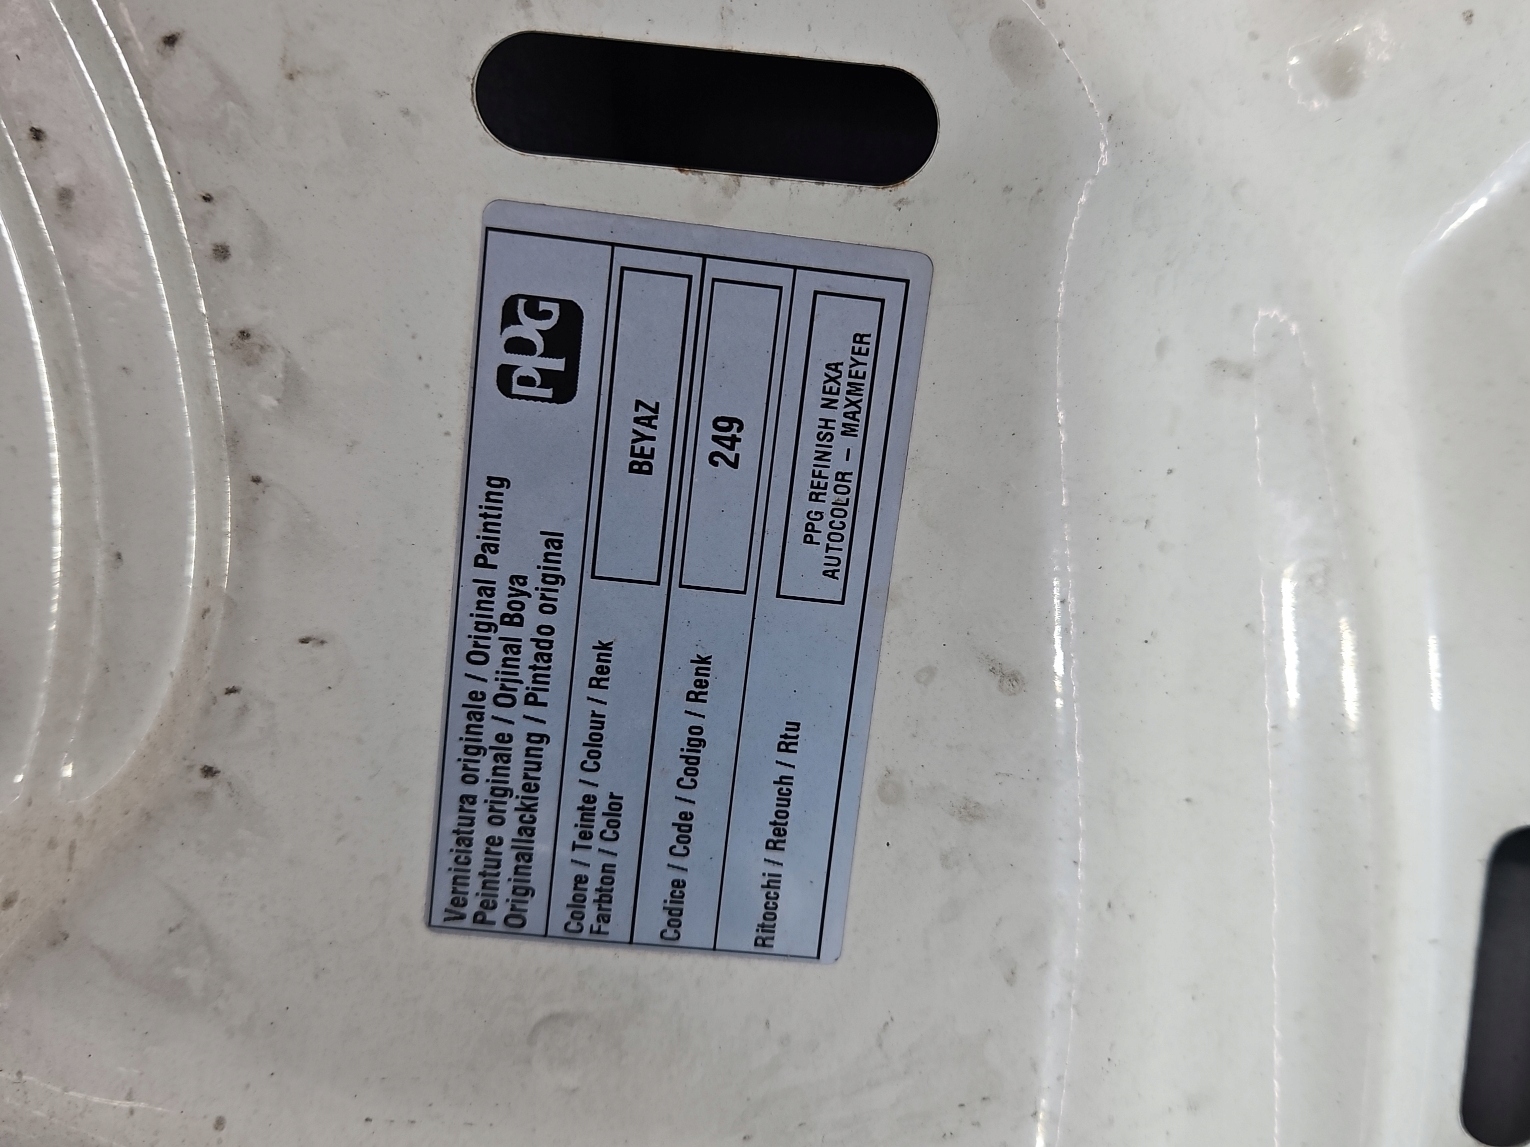 Verniciatura originale / Original Painting
Peinture originale / Orjinal Boya
Originallackierung / Pintado original
PPG
Colore / Teinte / Colour / Renk
Farbton / Color
BEYAZ
Codice / Code / Codigo / Renk
249
Ritocchi / Retouch / Rtu
PPG REFINISH NEXA
AUTOCOLOR - MAXMEYER